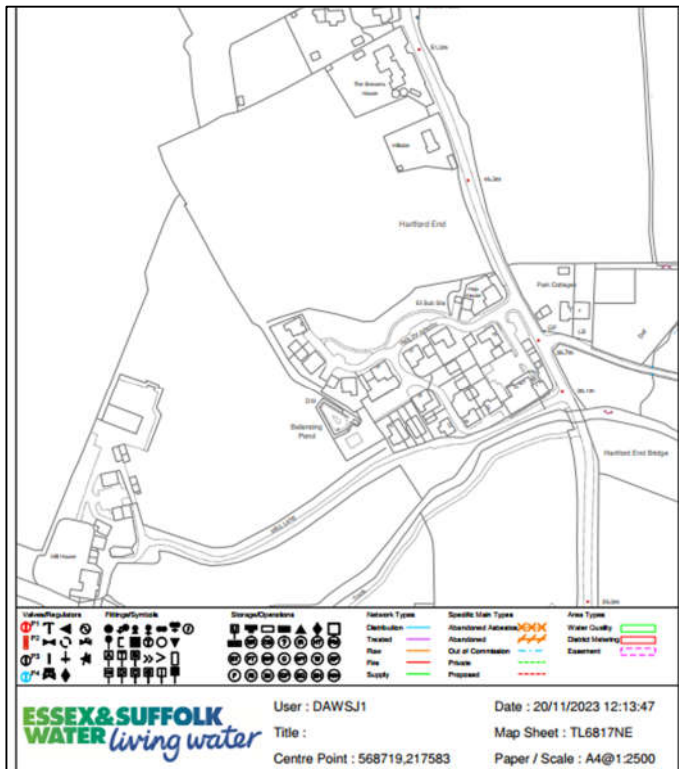 The Brewers
House
Hillside
Hartford End
El Sub Sta
Park Cottages
GP
LB
Balancing
Pond
MILL LANE
Mill House
Hartford End Bridge
Valves/Regulators
Fittings/Symbols
Storage/Operations
Network Types
Specific Main Types
Area Types
Distribution
Abandoned Asbestos
Water Quality
Treated
Abandoned
District Metering
Raw
Out of Commission
Easement
Fire
Private
Supply
Proposed
ESSEX&SUFFOLK
WATER living water
User : DAWSJ1
Date : 20/11/2023 12:13:47
Title :
Map Sheet : TL6817NE
Centre Point : 568719,217583
Paper / Scale : A4@1:2500